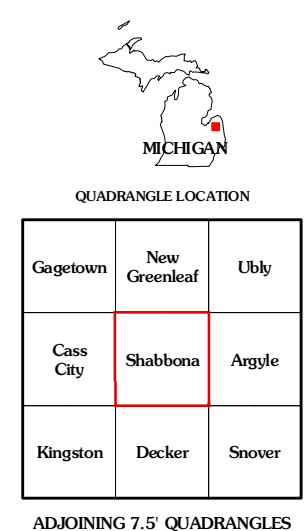 MICHIGAN
QUADRANGLE LOCATION
Gagetown
New
Greenleaf
Ubly
Cass
City
Shabbona
Argyle
Kingston
Decker
Snover
ADJOINING 7.5' QUADRANGLES